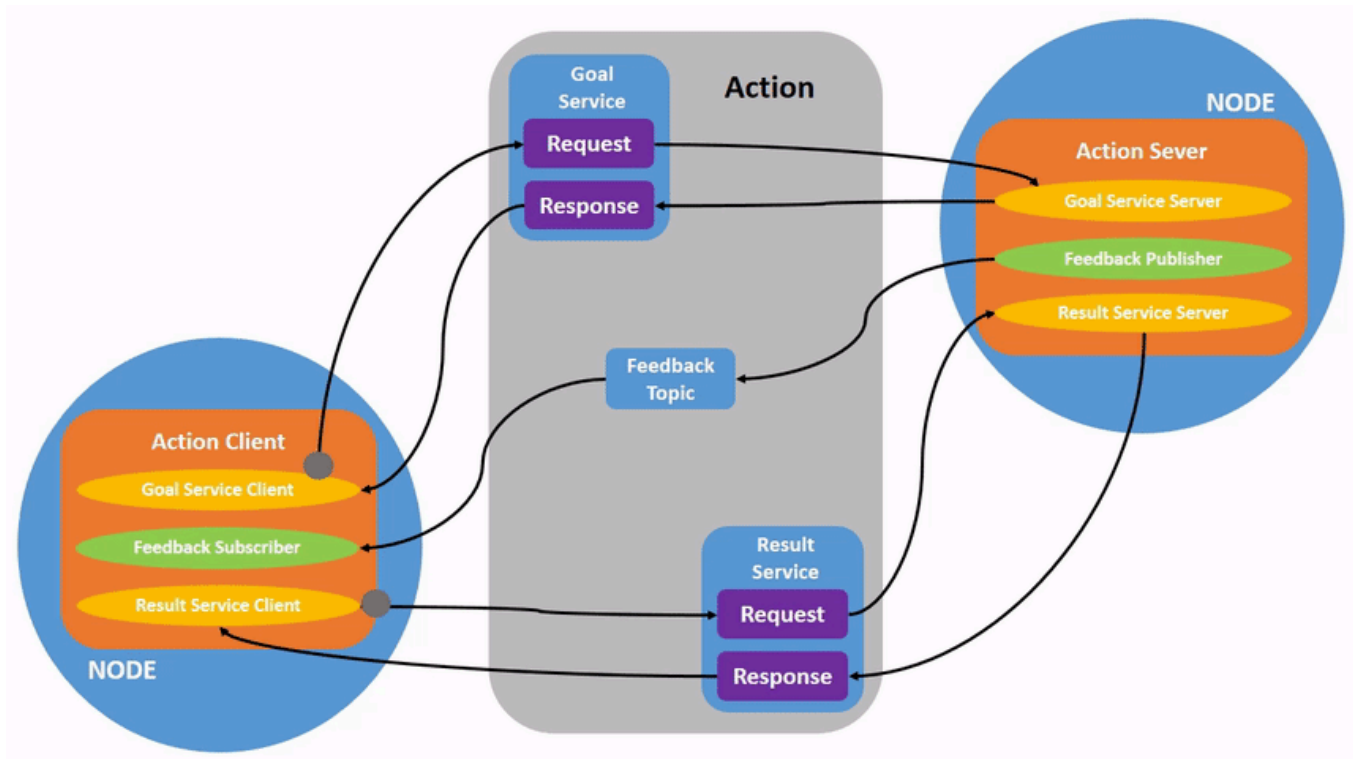 Goal
Service
Request
Response
Action
NODE
Action Sever
Goal Service Server
Feedback Publisher
Result Service Server
Feedback
Topic
Action Client
Goal Service Client
Feedback Subscriber
Result Service Client
NODE
Result
Service
Request
Response